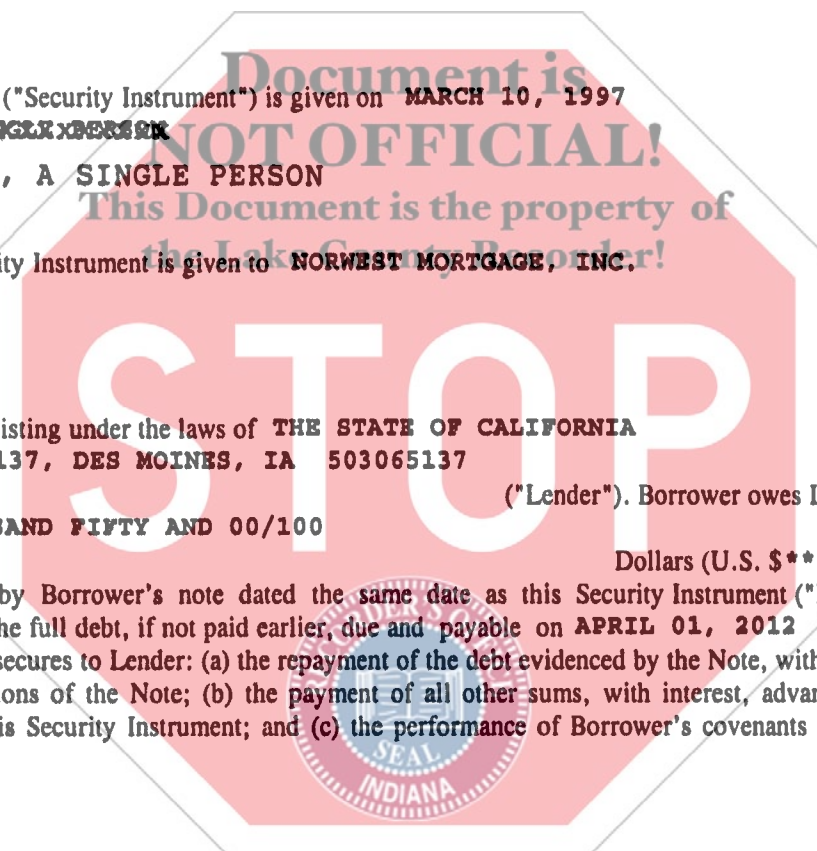 Document is
("Security Instrument") is given on MARCH 10, 1997
NOT OFFICIAL!
, A SINGLE PERSON
This Document is the property of
the Lake County Recorder!
ity Instrument is given to NORWEST MORTGAGE, INC.
STOP
isting under the laws of THE STATE OF CALIFORNIA
137, DES MOINES, IA 503065137
("Lender"). Borrower owes
AND FIFTY AND 00/100
Dollars (U.S. $**
by Borrower's note dated the same date as this Security Instrument ("
he full debt, if not paid earlier, due and payable on APRIL 01, 2012
secures to Lender: (a) the repayment of the debt evidenced by the Note, with
ons of the Note; (b) the payment of all other sums, with interest, advan
is Security Instrument; and (c) the performance of Borrower's covenants
RECORDER'S OFFICE
SEAL
INDIANA